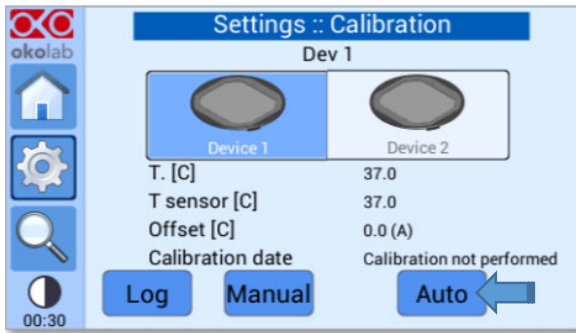 Settings :: Calibration
okolab
Dev 1
Device 1
Device 2
T. [C] 37.0
T sensor [C] 37.0
Offset [C] 0.0 (A)
Calibration date Calibration not performed
Log Manual Auto
00:30